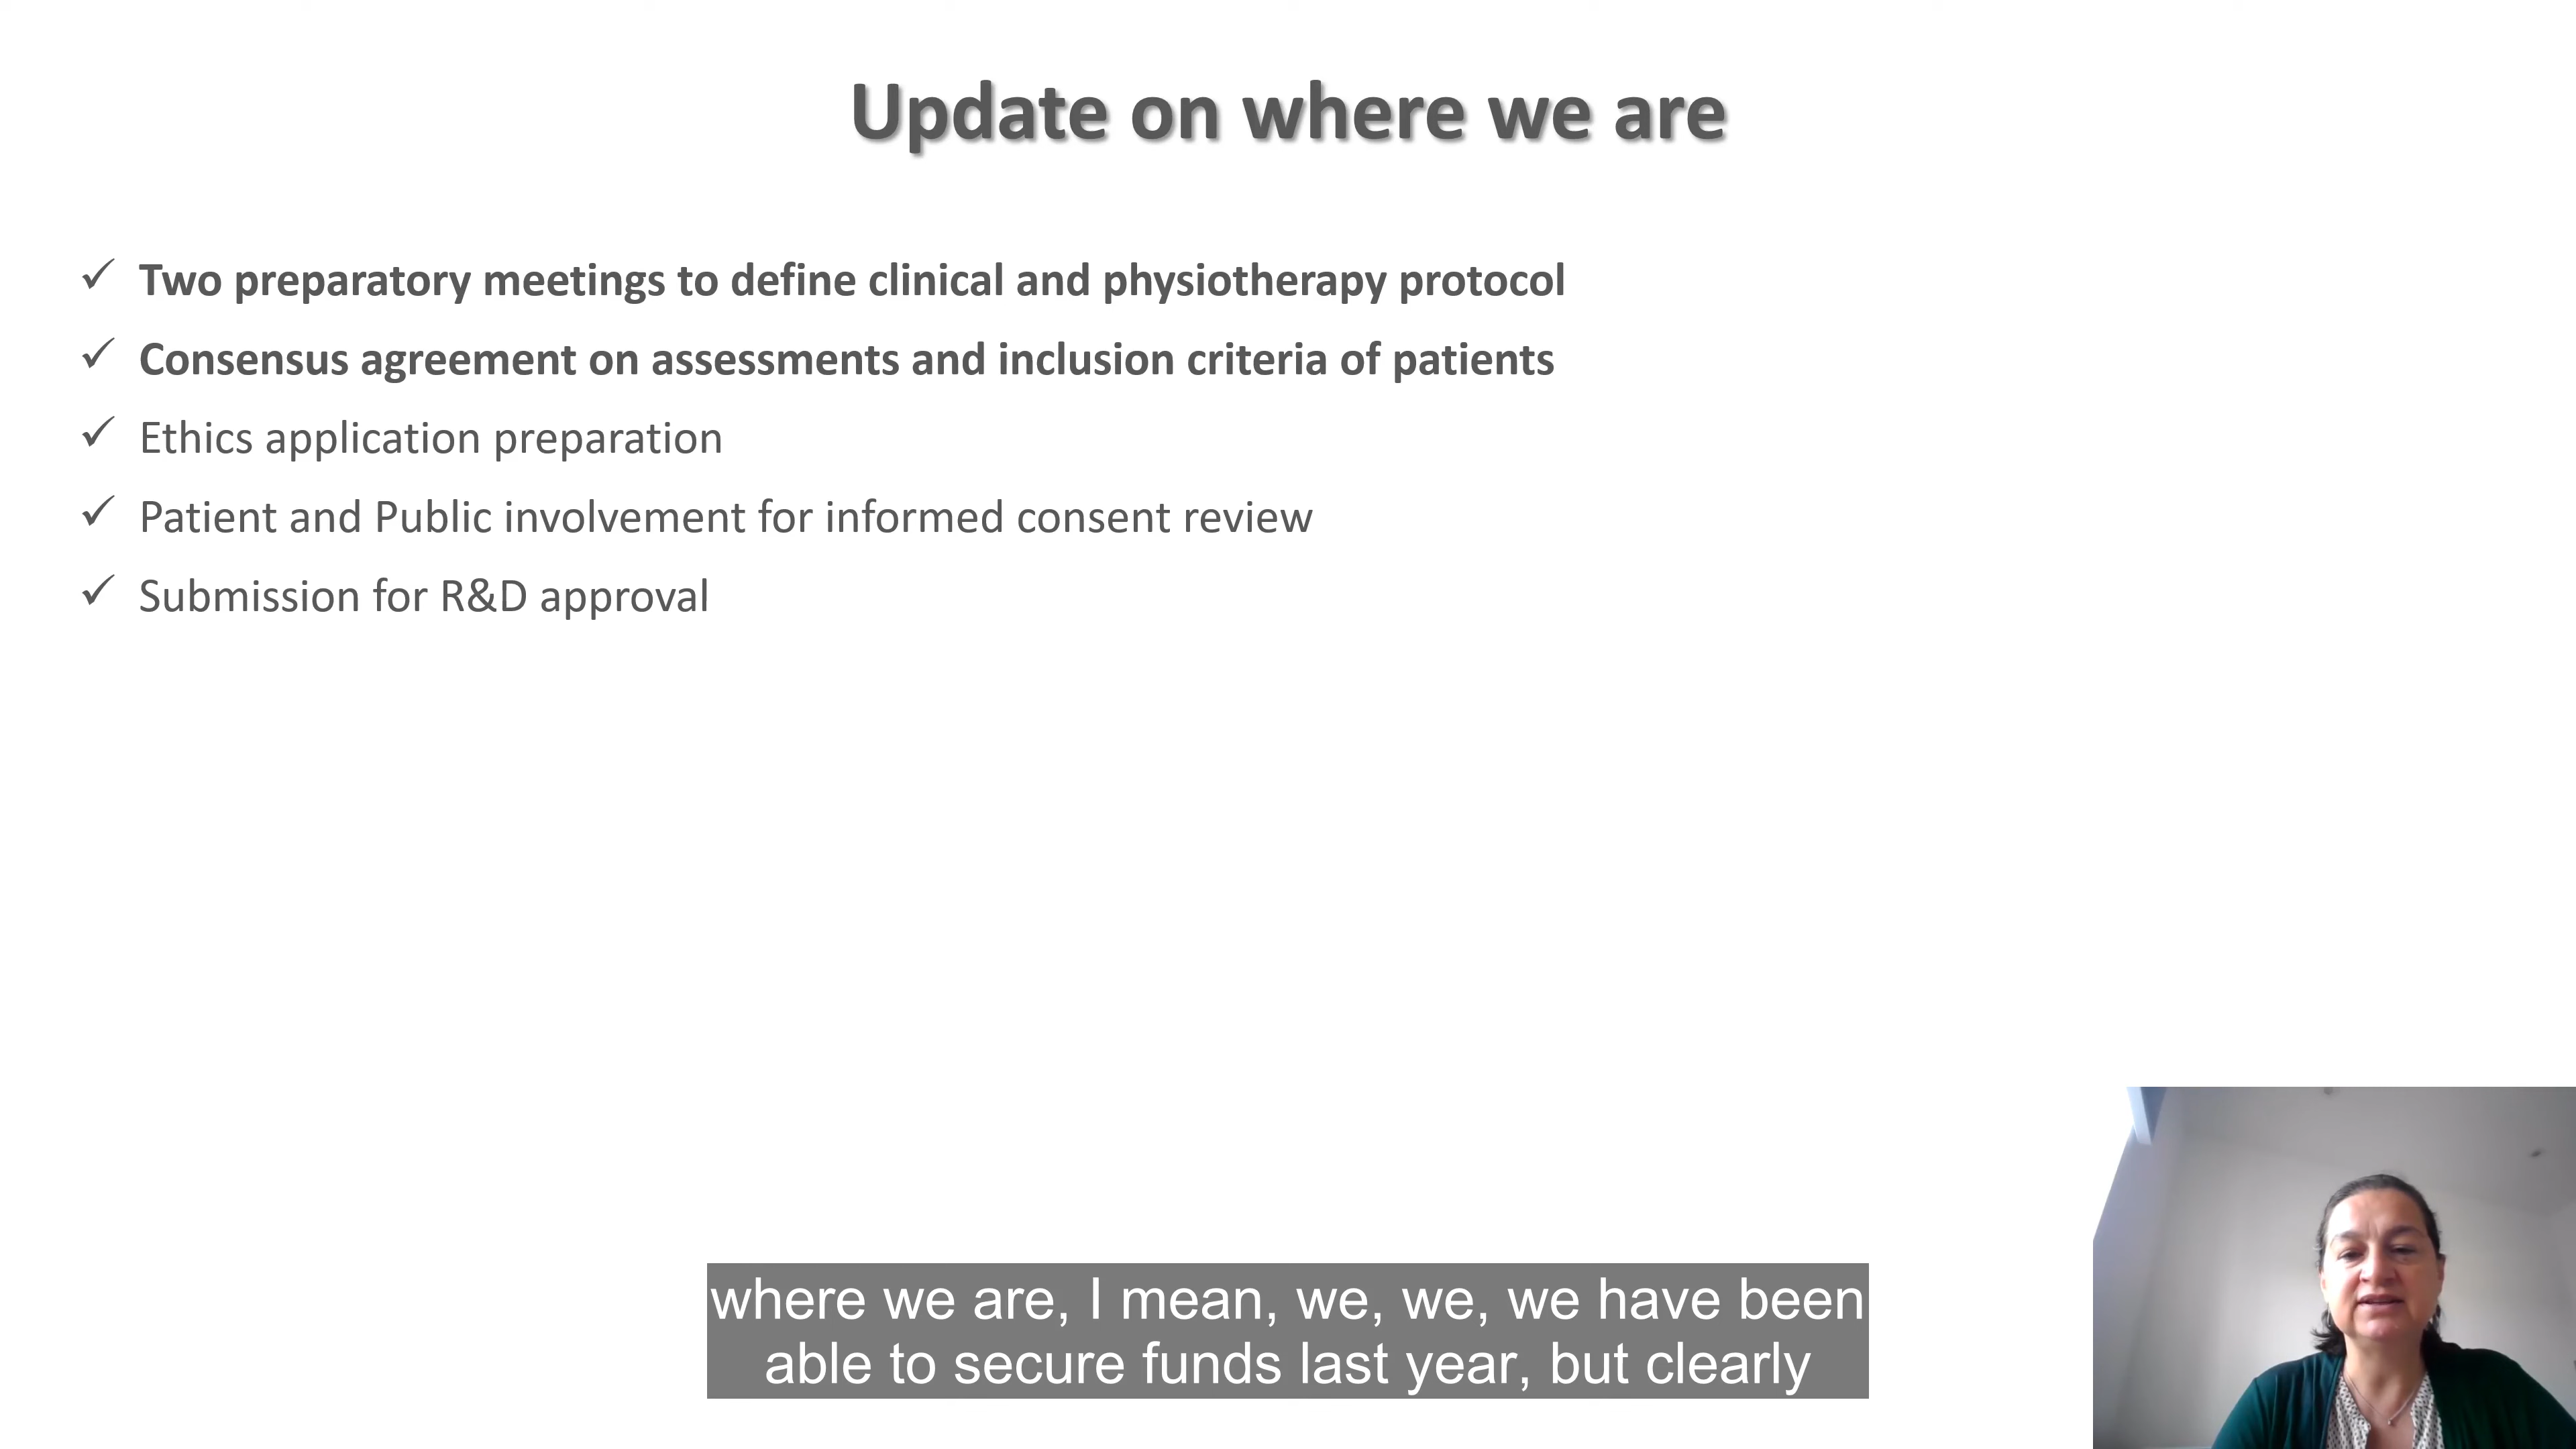 Update on where we are
Two preparatory meetings to define clinical and physiotherapy protocol
Consensus agreement on assessments and inclusion criteria of patients
Ethics application preparation
Patient and Public involvement for informed consent review
Submission for R&D approval
where we are, I mean, we, we, we have been
able to secure funds last year, but clearly